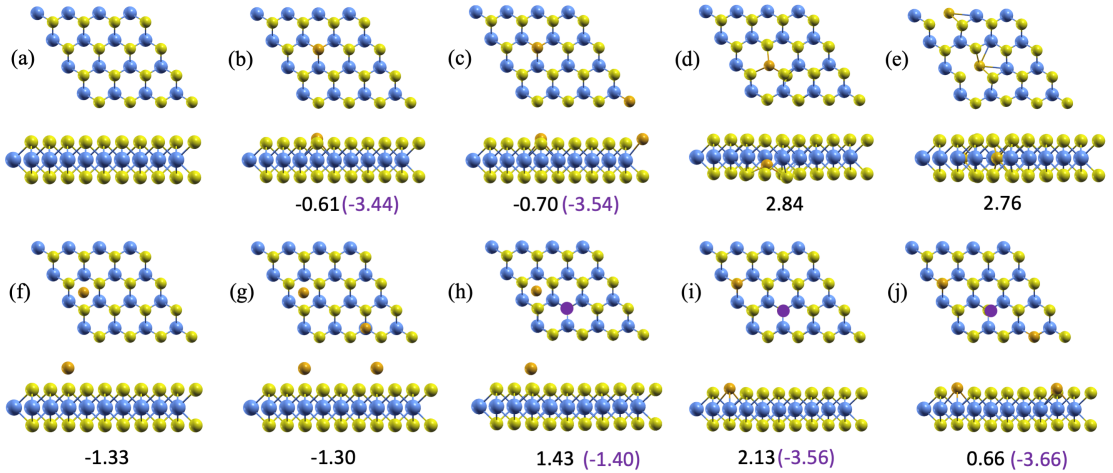 (a) (b) (c) (d) (e)
-0.61(-3.44) -0.70 (-3.54) 2.84 2.76
(f) (g) (h) (i) (j)
-1.33 -1.30 1.43 (-1.40) 2.13(-3.56) 0.66 (-3.66)